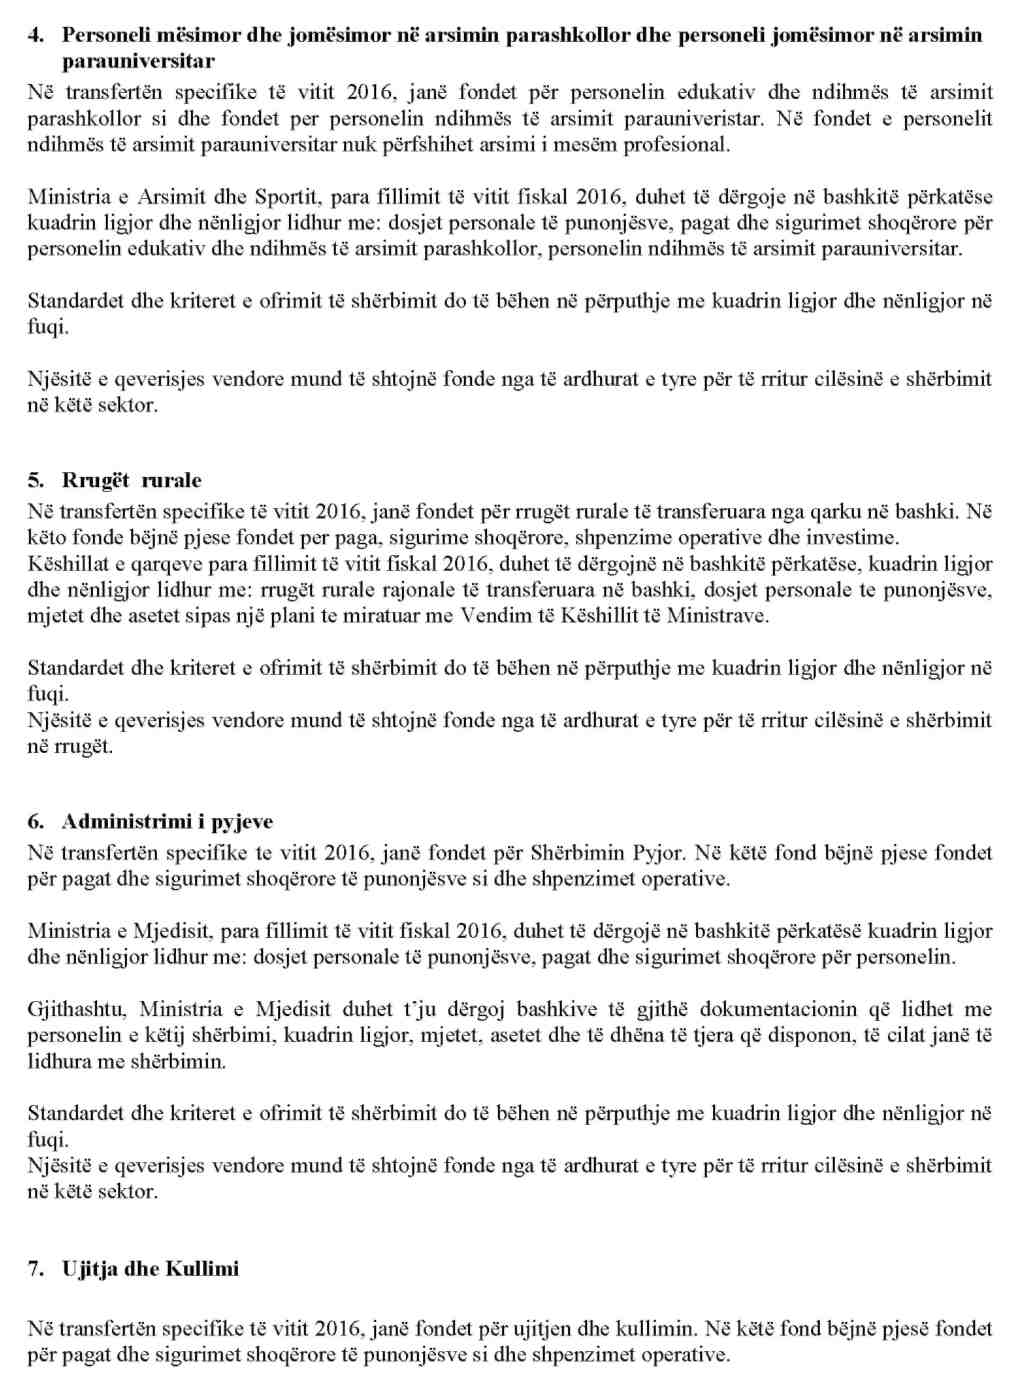 4. Personeli mësimor dhe jomësimor në arsimin parashkollor dhe personeli jomësimor në arsimin
parauniversitar
Në transfertën specifike të vitit 2016, janë fondet për personelin edukativ dhe ndihmës të arsimit
parashkollor si dhe fondet per personelin ndihmës të arsimit parauniveristar. Në fondet e personelit
ndihmës të arsimit parauniversitar nuk përfshihet arsimi i mesëm profesional.
Ministria e Arsimit dhe Sportit, para fillimit të vitit fiskal 2016, duhet të dërgoje në bashkitë përkatëse
kuadrin ligjor dhe nënligjor lidhur me: dosjet personale të punonjësve, pagat dhe sigurimet shoqërore për
personelin edukativ dhe ndihmës të arsimit parashkollor, personelin ndihmës të arsimit parauniversitar.
Standardet dhe kriteret e ofrimit të shërbimit do të bëhen në përputhje me kuadrin ligjor dhe nënligjor në
fuqi.
Njësitë e qeverisjes vendore mund të shtojnë fonde nga të ardhurat e tyre për të rritur cilësinë e shërbimit
në këtë sektor.
5. Rrugët rurale
Në transfertën specifike të vitit 2016, janë fondet për rrugët rurale të transferuara nga qarku në bashki. Në
këto fonde bëjnë pjese fondet per paga, sigurime shoqërore, shpenzime operative dhe investime.
Këshillat e qarqeve para fillimit të vitit fiskal 2016, duhet të dërgojnë në bashkitë përkatëse, kuadrin ligjor
dhe nënligjor lidhur me: rrugët rurale rajonale të transferuara në bashki, dosjet personale te punonjësve,
mjetet dhe asetet sipas një plani te miratuar me Vendim të Këshillit të Ministrave.
Standardet dhe kriteret e ofrimit të shërbimit do të bëhen në përputhje me kuadrin ligjor dhe nënligjor në
fuqi.
Njësitë e qeverisjes vendore mund të shtojnë fonde nga të ardhurat e tyre për të rritur cilësinë e shërbimit
në rrugët.
6. Administrimi i pyjeve
Në transfertën specifike te vitit 2016, janë fondet për Shërbimin Pyjor. Në këtë fond bëjnë pjese fondet
për pagat dhe sigurimet shoqërore të punonjësve si dhe shpenzimet operative.
Ministria e Mjedisit, para fillimit të vitit fiskal 2016, duhet të dërgojë në bashkitë përkatësë kuadrin ligjor
dhe nënligjor lidhur me: dosjet personale të punonjësve, pagat dhe sigurimet shoqërore për personelin.
Gjithashtu, Ministria e Mjedisit duhet t'ju dërgoj bashkive të gjithë dokumentacionin që lidhet me
personelin e këtij shërbimi, kuadrin ligjor, mjetet, asetet dhe të dhëna të tjera që disponon, të cilat janë të
lidhura me shërbimin.
Standardet dhe kriteret e ofrimit të shërbimit do të bëhen në përputhje me kuadrin ligjor dhe nënligjor në
fuqi.
Njësitë e qeverisjes vendore mund të shtojnë fonde nga të ardhurat e tyre për të rritur cilësinë e shërbimit
në këtë sektor.
7. Ujitja dhe Kullimi
Në transfertën specifike të vitit 2016, janë fondet për ujitjen dhe kullimin. Në këtë fond bëjnë pjesë fondet
për pagat dhe sigurimet shoqërore të punonjësve si dhe shpenzimet operative.